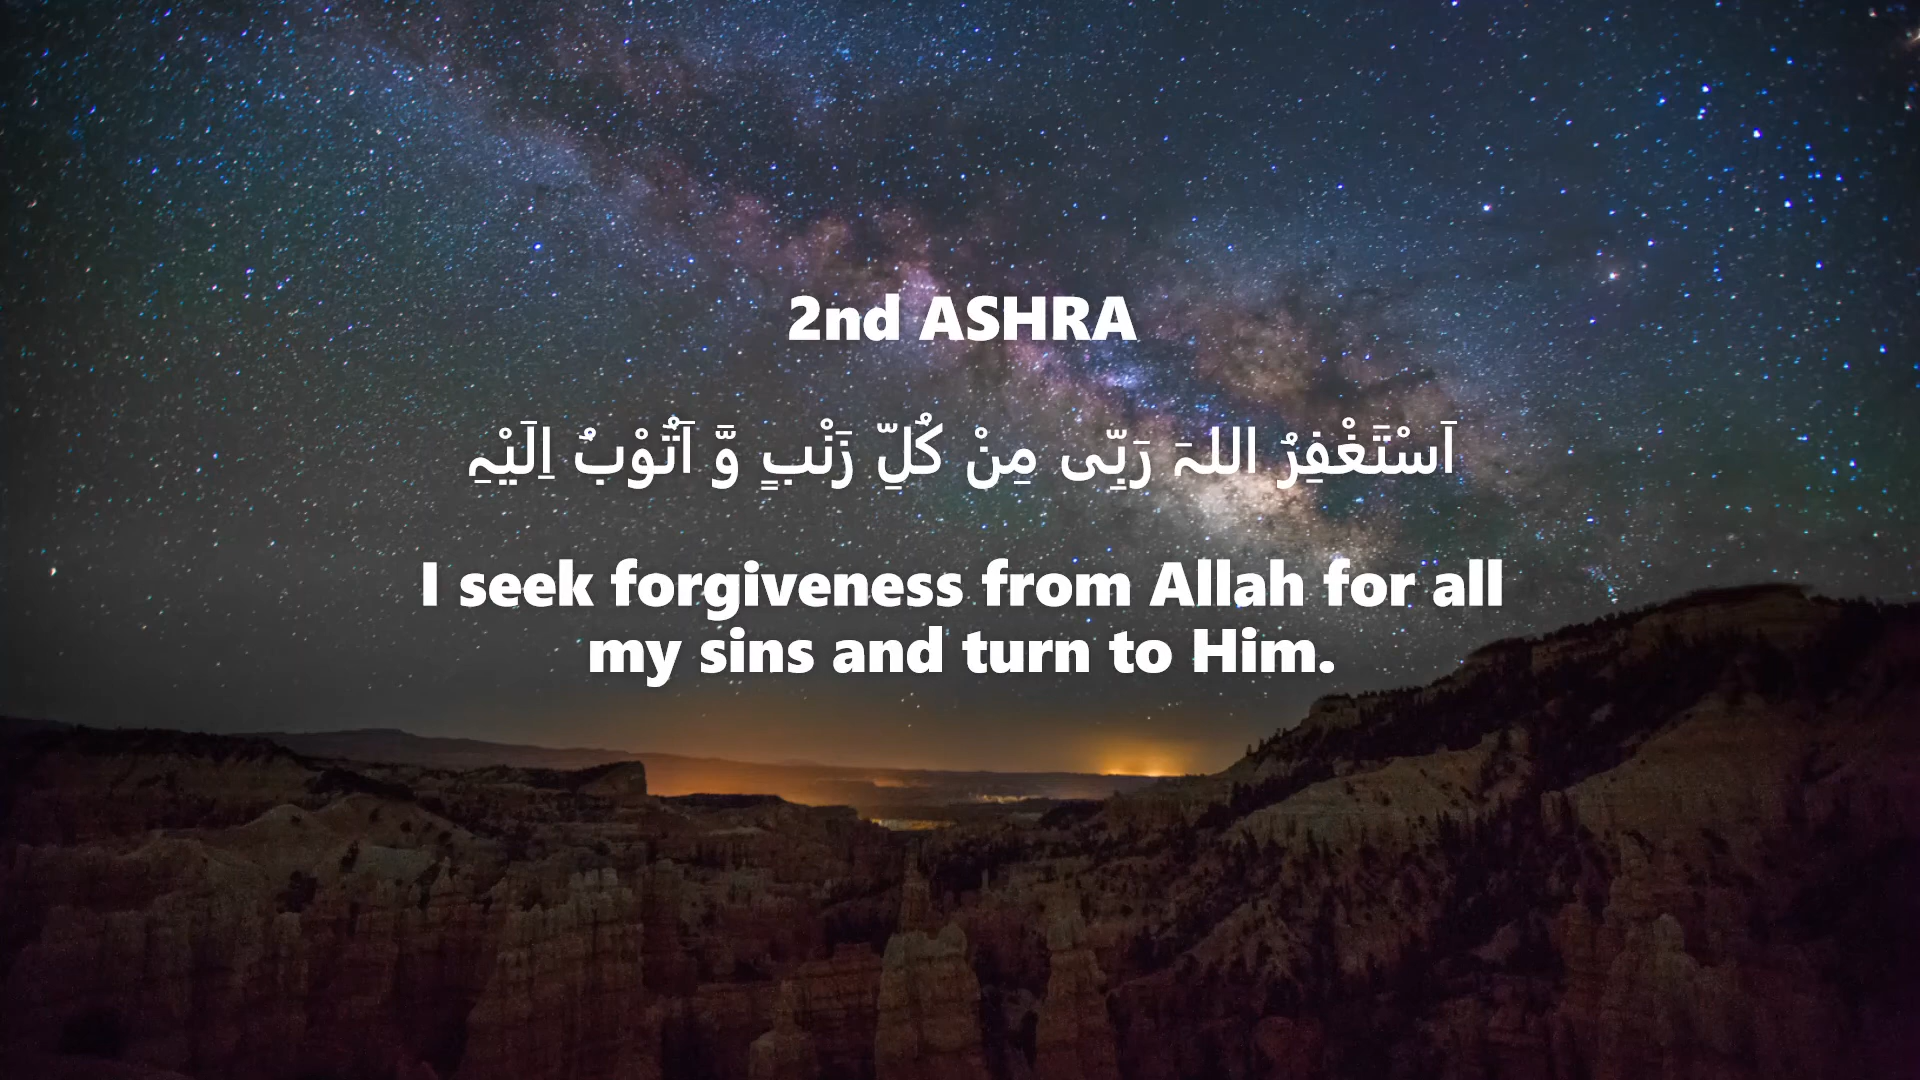 2nd ASHRA
اَسْتَغْفِرُ اللہَ رَبِّی مِنْ کُلِّ زَنْبٍ وَّ اَتُوْبُ اِلَیْہِ
I seek forgiveness from Allah for all
my sins and turn to Him.